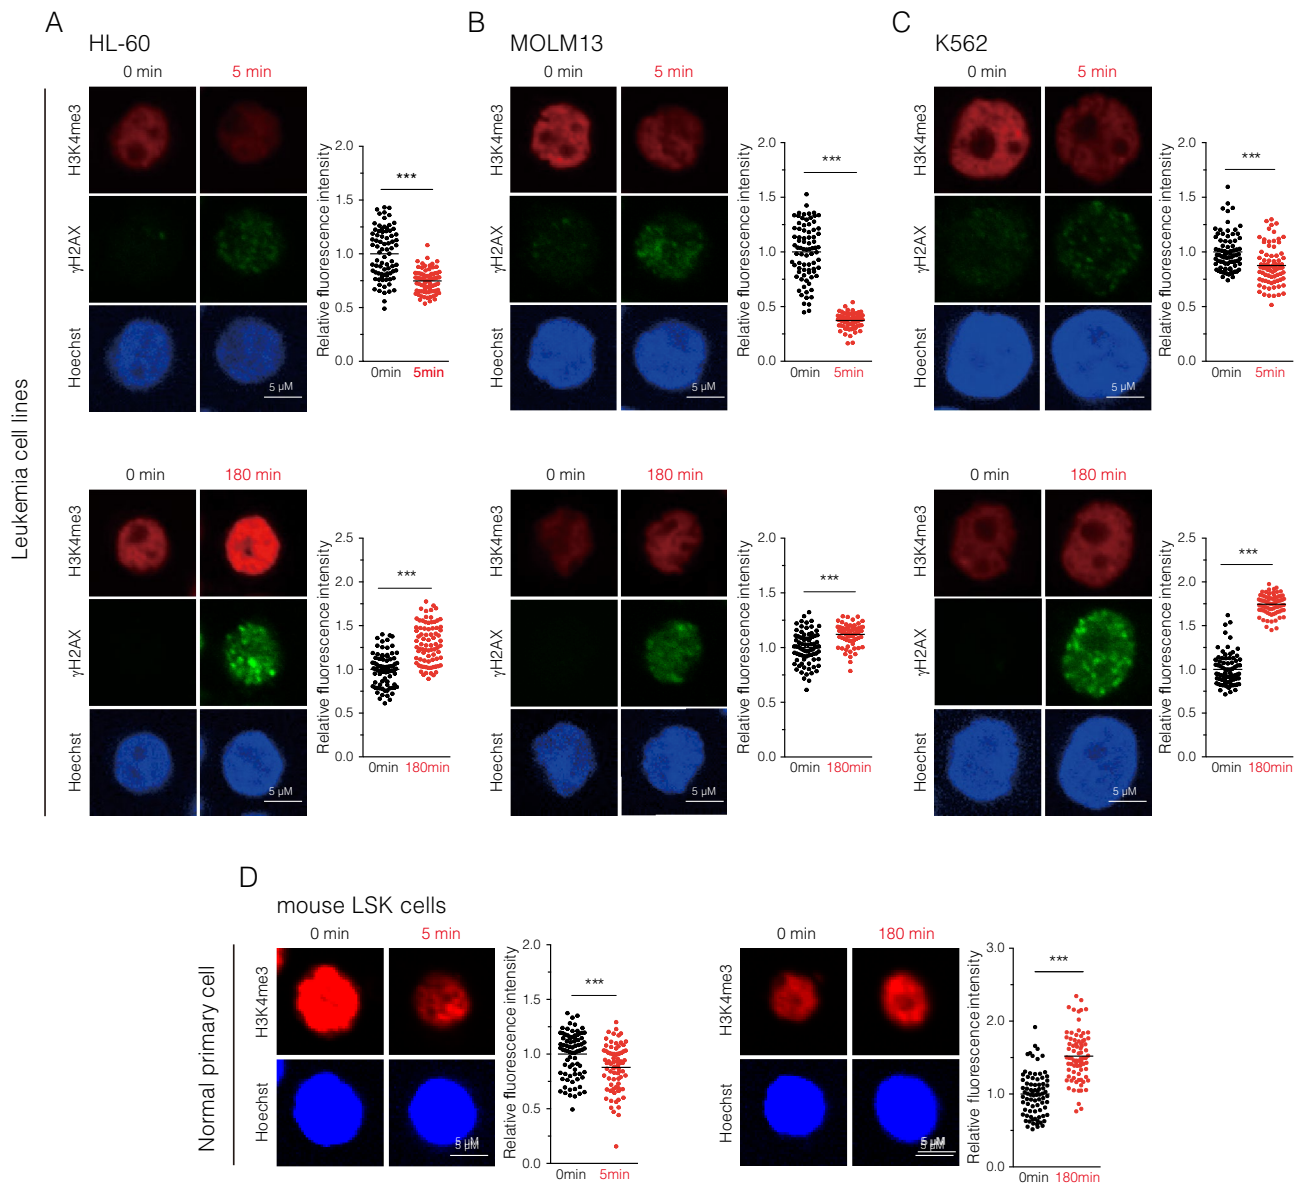 A
HL-60
0 min
5 min
H3K4me3
γH2AX
Hoechst
5 μM
Relative fluorescence intensity
2.0
1.5
1.0
0.5
0.0
***
0min
5min
B
MOLM13
0 min
5 min
H3K4me3
γH2AX
Hoechst
5 μM
Relative fluorescence intensity
2.0
1.5
1.0
0.5
0.0
***
0min
5min
C
K562
0 min
5 min
H3K4me3
γH2AX
Hoechst
5 μM
Relative fluorescence intensity
2.0
1.5
1.0
0.5
0.0
***
0min
5min
Leukemia cell lines
0 min
180 min
H3K4me3
γH2AX
Hoechst
5 μM
Relative fluorescence intensity
2.5
2.0
1.5
1.0
0.5
0.0
***
0min
180min
0 min
180 min
H3K4me3
γH2AX
Hoechst
5 μM
Relative fluorescence intensity
2.0
1.5
1.0
0.5
0.0
***
0min
180min
0 min
180 min
H3K4me3
γH2AX
Hoechst
5 μM
Relative fluorescence intensity
2.5
2.0
1.5
1.0
0.5
0.0
***
0min
180min
D
mouse LSK cells
Normal primary cell
0 min
5 min
H3K4me3
Hoechst
5 μM
Relative fluorescence intensity
2.0
1.5
1.0
0.5
0.0
***
0min
5min
0 min
180 min
H3K4me3
Hoechst
5 μM
Relative fluorescence intensity
3.0
2.0
1.0
0.0
***
0min
180min